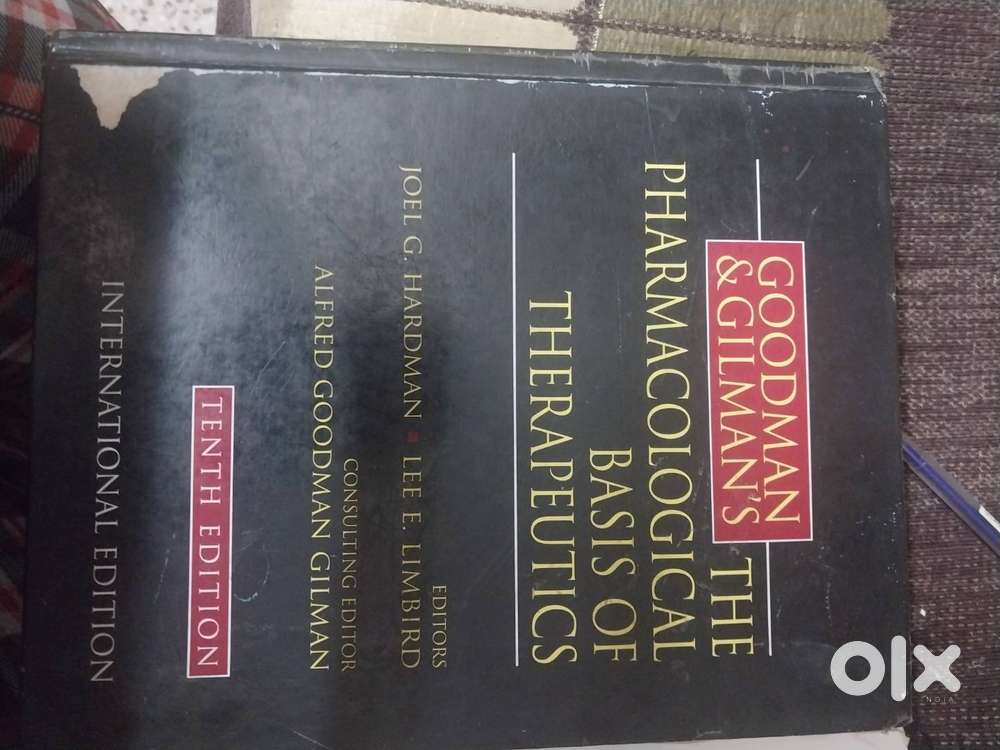 GOODMAN
& GILMAN'S THE
PHARMACOLOGICAL
BASIS OF
THERAPEUTICS
EDITORS
JOEL G. HARDMAN ▪ LEE E. LIMBIRD
CONSULTING EDITOR
ALFRED GOODMAN GILMAN
TENTH EDITION
INTERNATIONAL EDITION
olx
INDIA